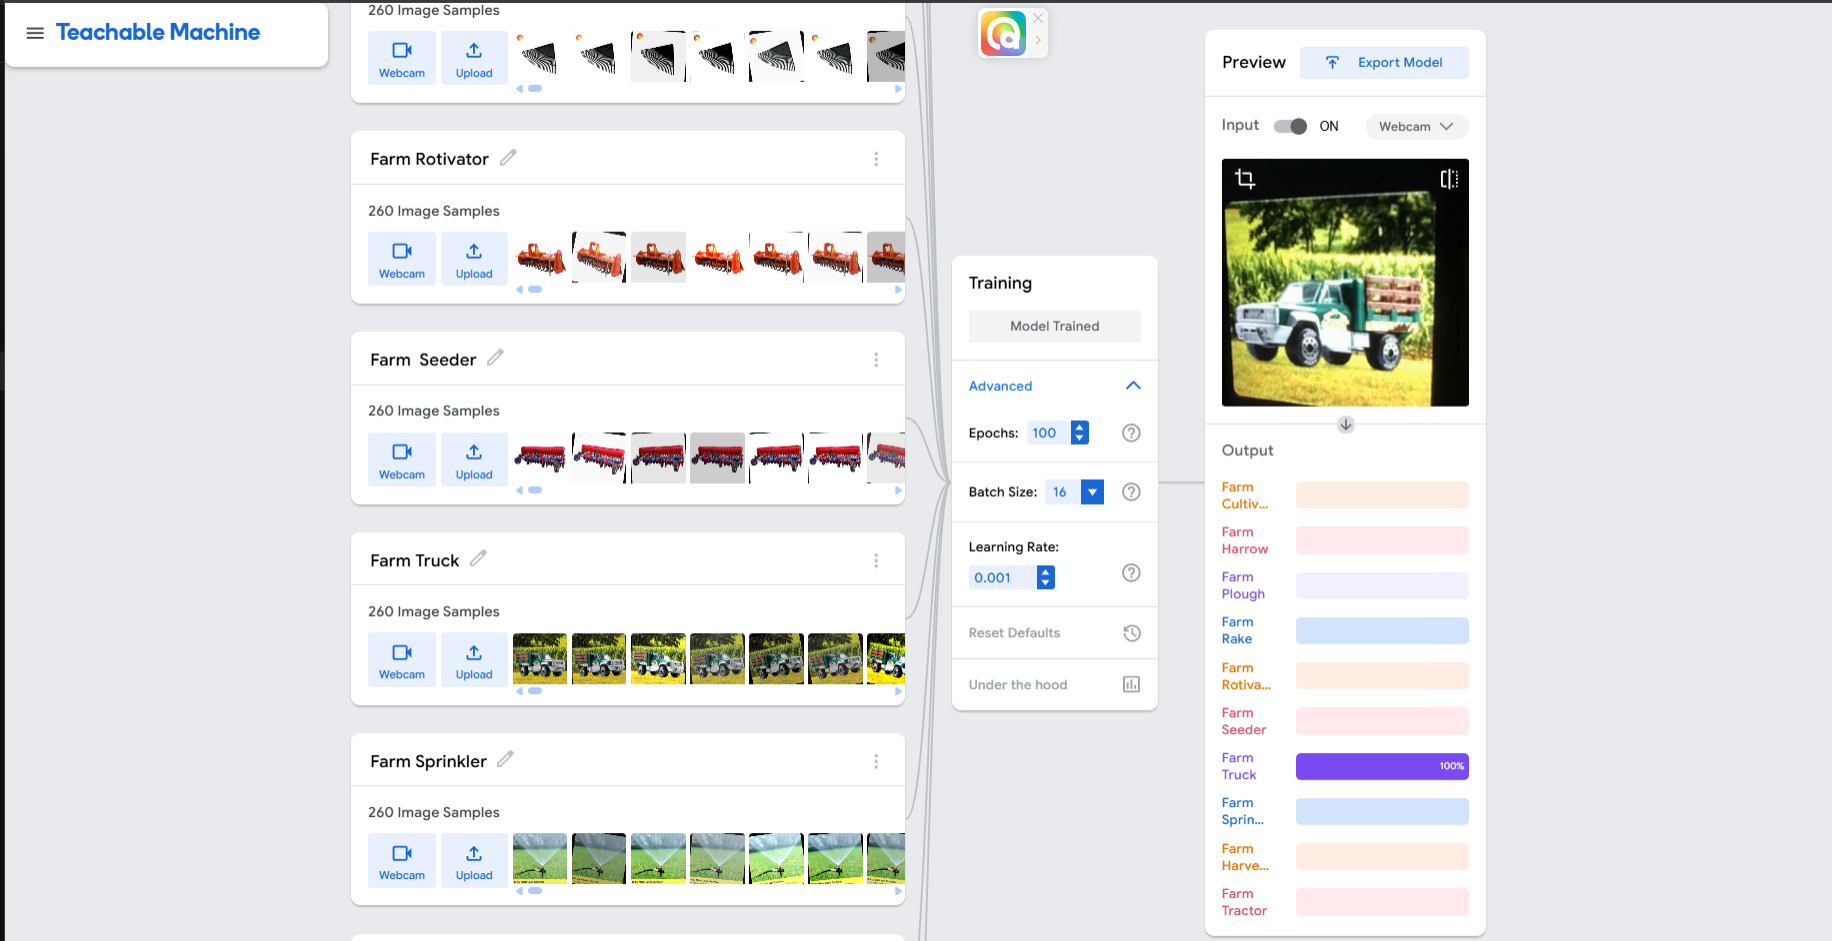 Teachable Machine
260 Image Samples
Webcam
Upload
Farm Rotivator
260 Image Samples
Webcam
Upload
Farm  Seeder
260 Image Samples
Webcam
Upload
Farm Truck
260 Image Samples
Webcam
Upload
Farm Sprinkler
260 Image Samples
Webcam
Upload
Training
Model Trained
Advanced
Epochs: 100
Batch Size: 16
Learning Rate:
0.001
Reset Defaults
Under the hood
Preview
Export Model
Input ON Webcam
Output
Farm
Cultiv...
Farm
Harrow
Farm
Plough
Farm
Rake
Farm
Rotiva...
Farm
Seeder
Farm
Truck
100%
Farm
Sprin...
Farm
Harve...
Farm
Tractor